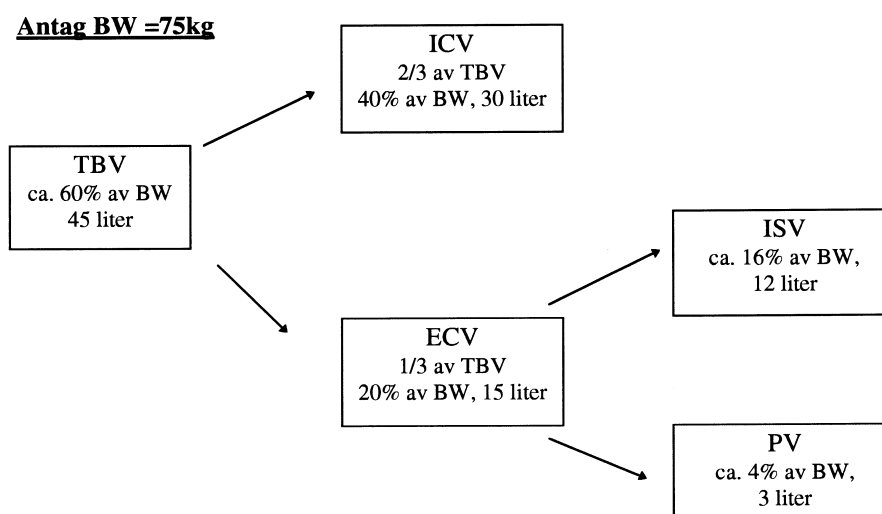 Antag BW =75kg
TBV
ca. 60% av BW
45 liter
ICV
2/3 av TBV
40% av BW, 30 liter
ECV
1/3 av TBV
20% av BW, 15 liter
ISV
ca. 16% av BW,
12 liter
PV
ca. 4% av BW,
3 liter